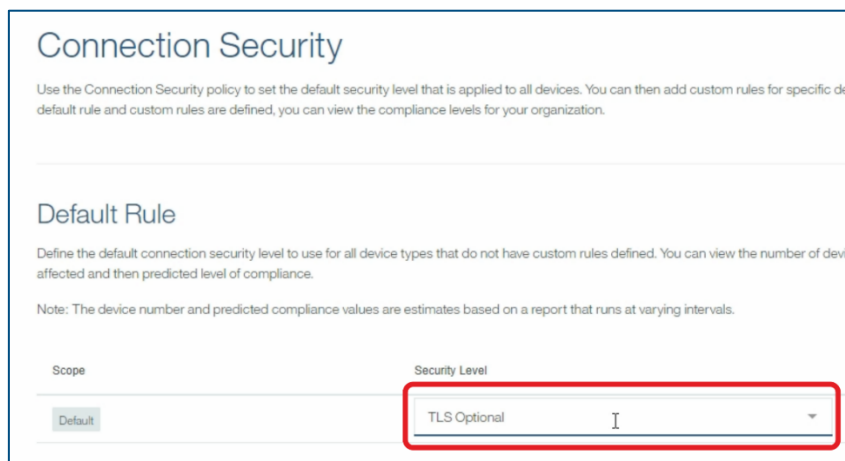 Connection Security
Use the Connection Security policy to set the default security level that is applied to all devices. You can then add custom rules for specific
default rule and custom rules are defined, you can view the compliance levels for your organization.
Default Rule
Define the default connection security level to use for all device types that do not have custom rules defined. You can view the number of
affected and then predicted level of compliance.
Note: The device number and predicted compliance values are estimates based on a report that runs at varying intervals.
Scope
Security Level
Default
TLS Optional